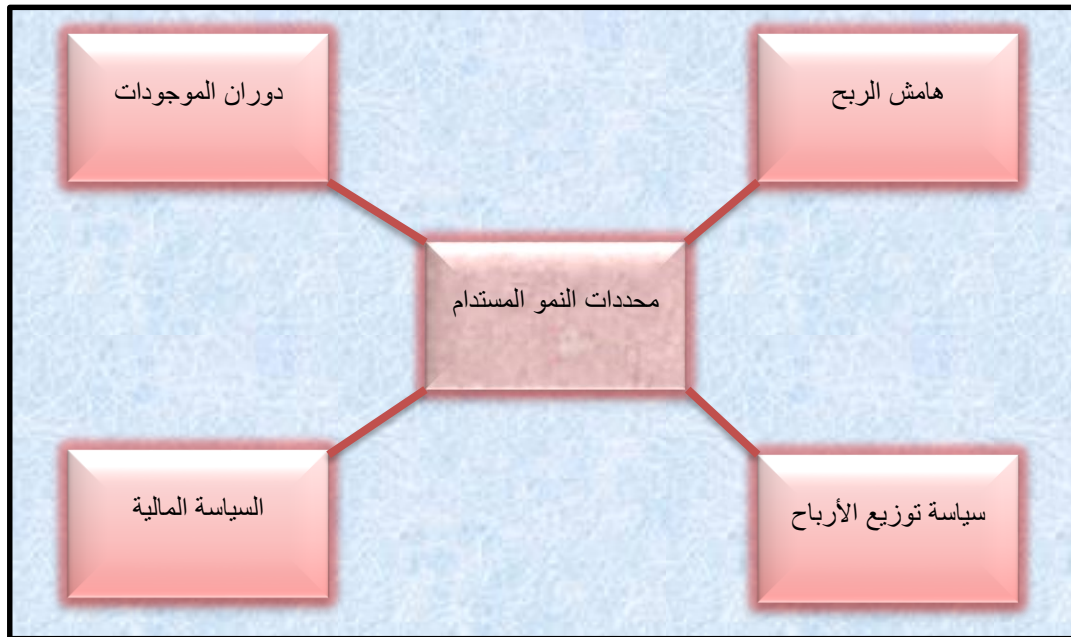 هامش الربح
دوران الموجودات
محددات النمو المستدام
سياسة توزيع الأرباح
السياسة المالية